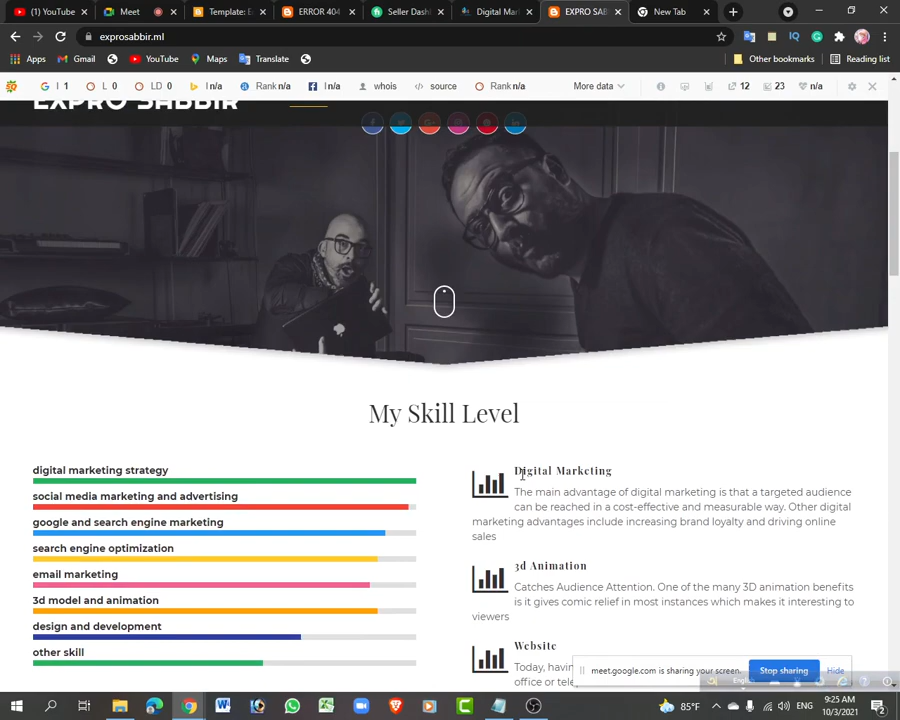 (1) YouTube
Meet
Template: E
ERROR 404
Seller Dash
Digital Mar
EXPRO SAB
New Tab
exprosabbir.ml
Apps
Gmail
YouTube
Maps
Translate
Other bookmarks
Reading list
I 1
L 0
LD 0
I n/a
Rank n/a
I n/a
whois
source
Rank n/a
More data
12
23
n/a
EXPRO SABBIR
My Skill Level
digital marketing strategy
social media marketing and advertising
google and search engine marketing
search engine optimization
email marketing
3d model and animation
design and development
other skill
Digital Marketing
The main advantage of digital marketing is that a targeted audience
can be reached in a cost-effective and measurable way. Other digital
marketing advantages include increasing brand loyalty and driving online
sales
3d Animation
Catches Audience Attention. One of the many 3D animation benefits
is it gives comic relief in most instances which makes it interesting to
viewers
Website
Today, havin
office or tele
meet.google.com is sharing your screen.
Stop sharing
Hide
85°F
ENG
9:25 AM
10/3/2021
2